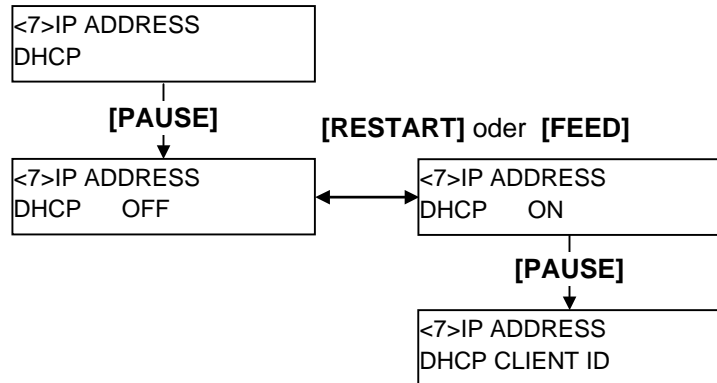 <7>IP ADDRESS
DHCP
[PAUSE]
[RESTART] oder [FEED]
<7>IP ADDRESS
DHCP OFF
<7>IP ADDRESS
DHCP ON
[PAUSE]
<7>IP ADDRESS
DHCP CLIENT ID